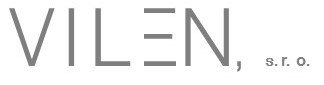 VILEN, s. r. o.